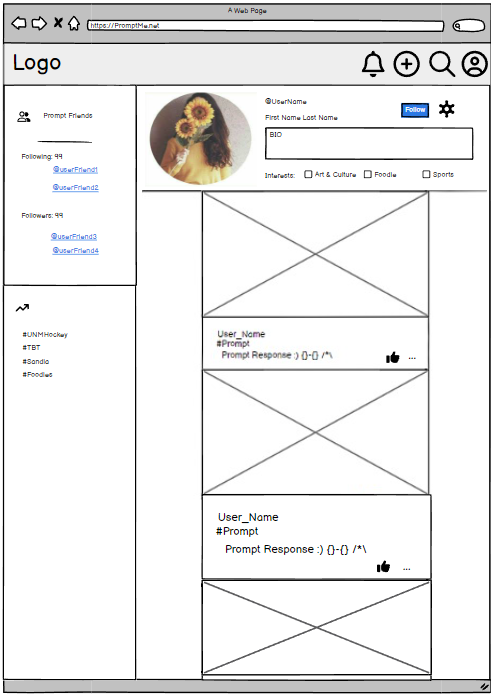 A Web Page
https://PromptMe.net
Logo
Prompt Friends
Following: 99
@userFriend1
@userFriend2
Followers: 99
@userFriend3
@userFriend4
#UNMHockey
#TBT
#Sandia
#Foodies
@UserName
Follow
First Name Last Name
BIO
Interests: Art & Culture Foodie Sports
User_Name
#Prompt
Prompt Response :) {}-{} /*\
...
User_Name
#Prompt
Prompt Response :) {}-{} /*\
...